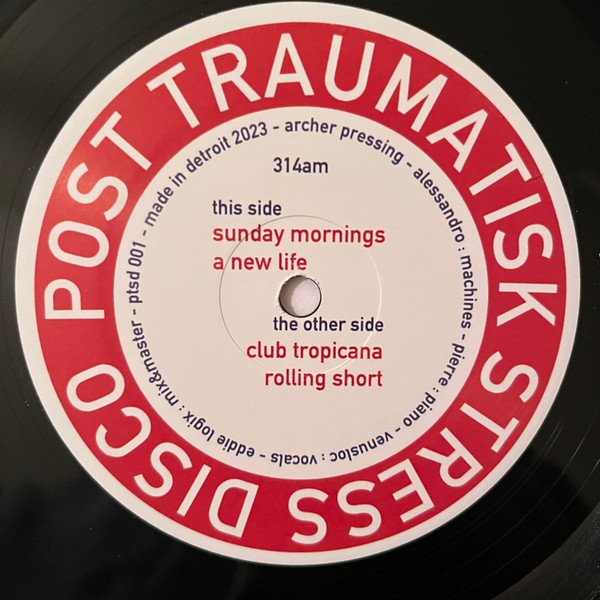 POST TRAUMATISK STRESS DISCO
ptsd 001 - made in detroit 2023 - archer pressing - alessandro : machines - pierre : piano - venusloc : vocals - eddie logix : mix&master -
314am
this side
sunday mornings
a new life
the other side
club tropicana
rolling short